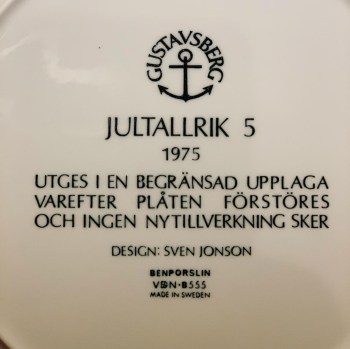 GUSTAVSBERG
JULTALLRIK 5
1975
UTGES I EN BEGRÄNSAD UPPLAGA
VAREFTER PLÅTEN FÖRSTÖRES
OCH INGEN NYTILLVERKNING SKER
DESIGN: SVEN JONSON
BENPORSLIN
VDN-B555
MADE IN SWEDEN